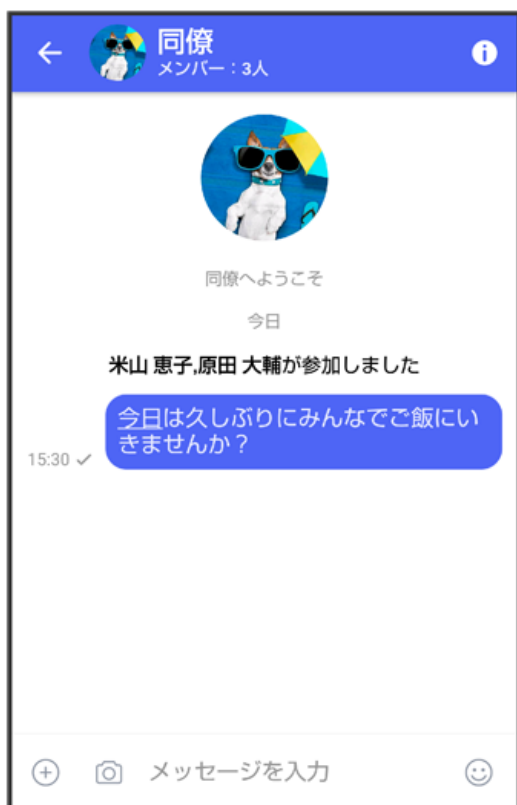 同僚
メンバー：3人
同僚へようこそ
今日
米山 恵子,原田 大輔が参加しました
今日は久しぶりにみんなでご飯にい
きませんか？
15:30
メッセージを入力